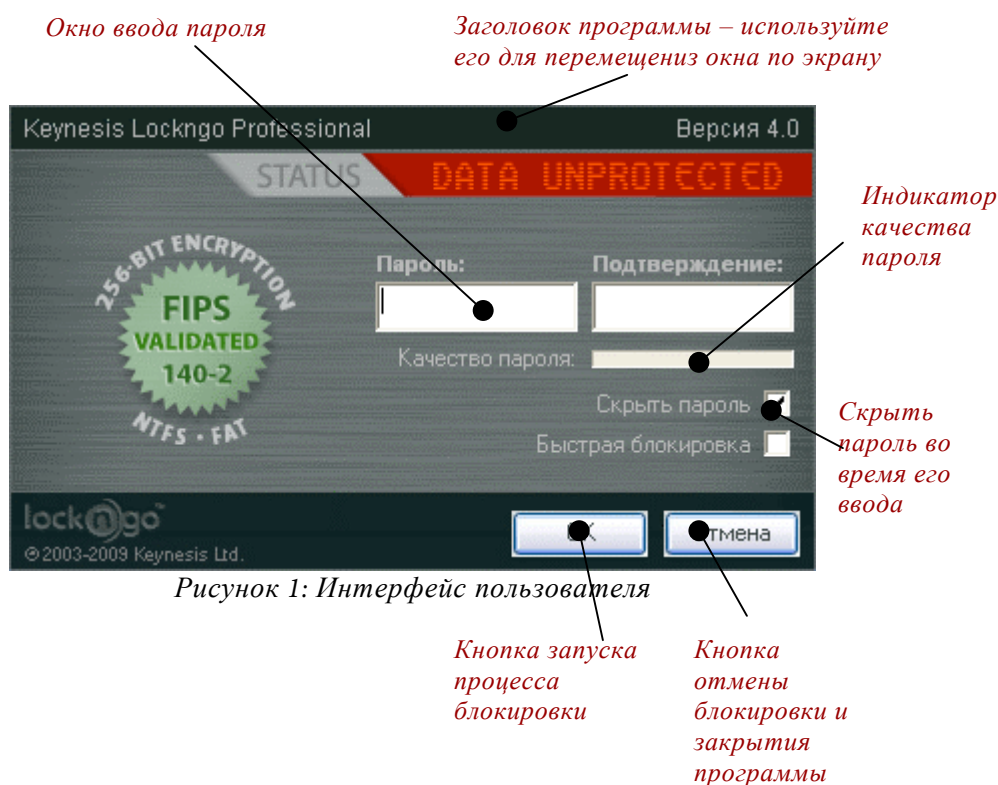 Окно ввода пароля
Заголовок программы – используйте
его для перемещениз окна по экрану
Keynesis Lockngo Professional
Версия 4.0
STATUS
DATA UNPROTECTED
Индикатор
качества
пароля
256-BIT ENCRYPTION
FIPS
VALIDATED
140-2
NTFS · FAT
Пароль:
Подтверждение:
Качество пароля:
Скрыть пароль
Быстрая блокировка
Скрыть
пароль во
время его
ввода
lockngo™
©2003-2009 Keynesis Ltd.
OK
Отмена
Рисунок 1: Интерфейс пользователя
Кнопка запуска
процесса
блокировки
Кнопка
отмены
блокировки и
закрытия
программы